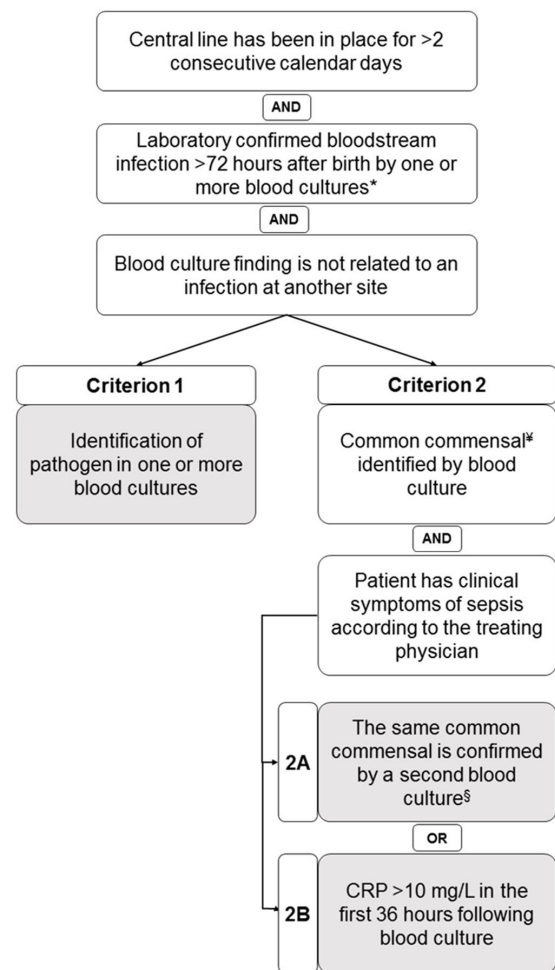 Central line has been in place for >2
consecutive calendar days
AND
Laboratory confirmed bloodstream
infection >72 hours after birth by one or
more blood cultures*
AND
Blood culture finding is not related to an
infection at another site
Criterion 1
Identification of
pathogen in one or more
blood cultures
Criterion 2
Common commensal¥
identified by blood
culture
AND
Patient has clinical
symptoms of sepsis
according to the treating
physician
2A
The same common
commensal is confirmed
by a second blood
culture§
OR
2B
CRP >10 mg/L in the
first 36 hours following
blood culture